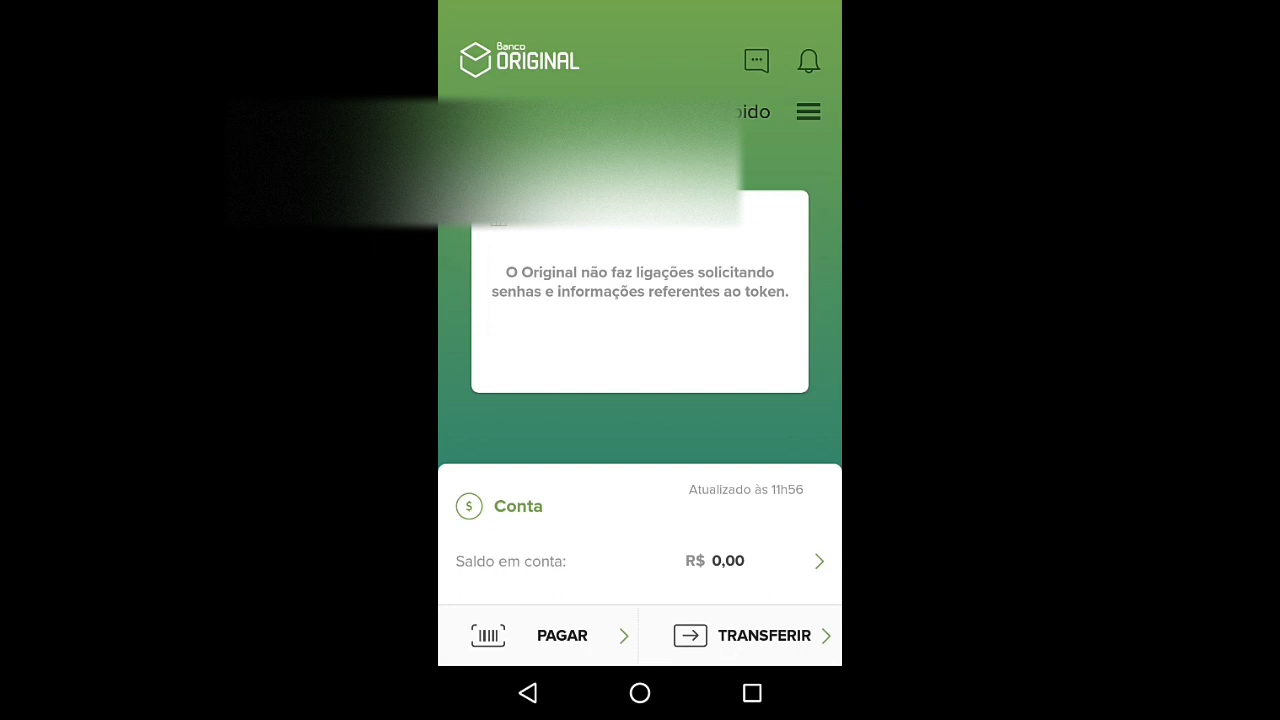 Banco
ORIGINAL
O Original não faz ligações solicitando
senhas e informações referentes ao token.
Atualizado às 11h56
Conta
Saldo em conta: R$ 0,00
PAGAR TRANSFERIR